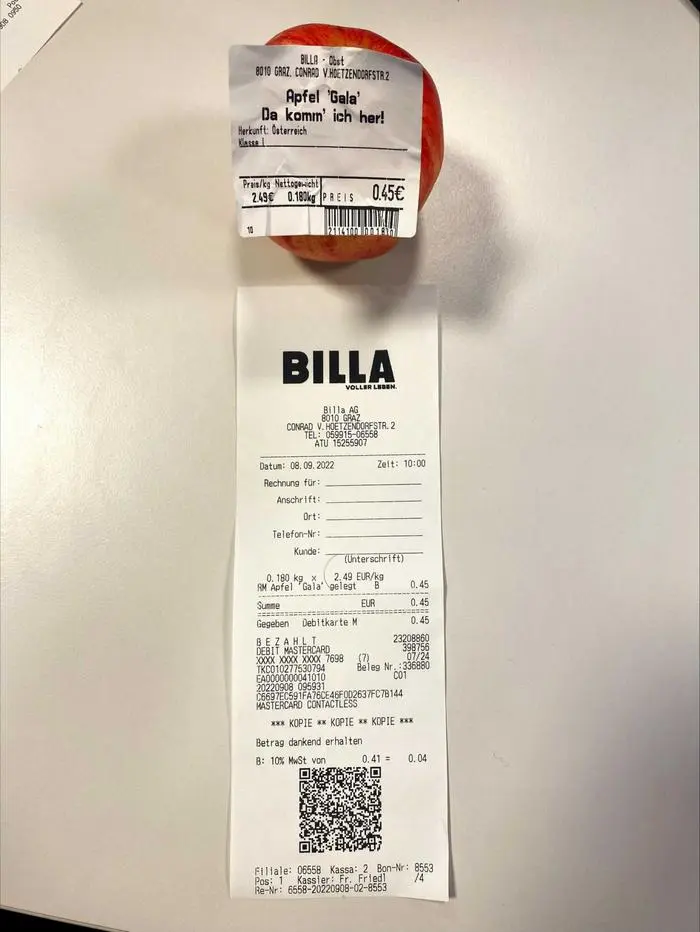 Po
908 0950
BILLA - Obst
8010 GRAZ, CONRAD V.HOETZENDORFSTR.2
Apfel 'Gala'
Da komm' ich her!
Herkunft: Österreich
Klasse I
Preis/kg Nettogewicht
2.49€ 0.180kg PREIS 0.45€
10
BILLA
VOLLER LEBEN.
Billa AG
8010 GRAZ
CONRAD V.HOETZENDORFSTR.2
TEL: 059915-06558
ATU 15255907
Datum: 08.09.2022 Zeit: 10:00
Rechnung für:
Anschrift:
Ort:
Telefon-Nr:
Kunde:
(Unterschrift)
0.180 kg x 2.49 EUR/kg
RM Apfel 'Gala' gelegt B 0.45
Summe EUR 0.45
Gegeben Debitkarte M 0.45
BEZAHLT 23208860
DEBIT MASTERCARD 398756
XXXX XXXX XXXX 7698 (7) 07/24
TKC010277530794 Beleg Nr.:336880
EA0000000041010 C01
20220908 095931
C6697EC591FA76CE46F0D2637FC7B144
MASTERCARD CONTACTLESS
*** KOPIE ** KOPIE ** KOPIE ***
Betrag dankend erhalten
B: 10% MwSt von 0.41 = 0.04
Filiale: 06558 Kassa: 2 Bon-Nr: 8553
Pos: 1 Kassier: Fr. Friedl /4
Re-Nr: 6558-20220908-02-8553